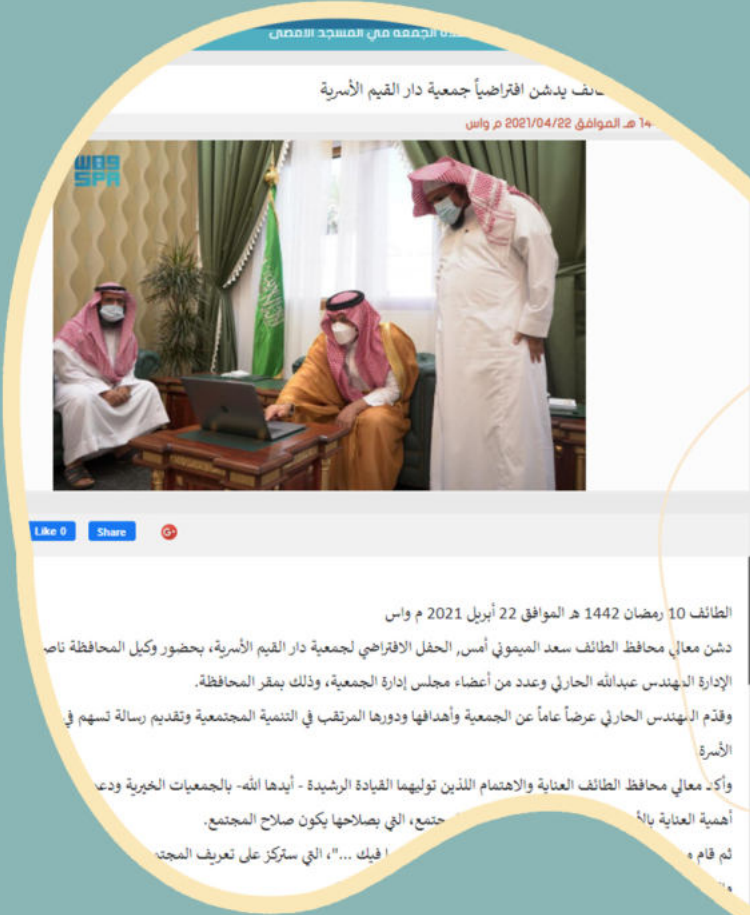 الجمعة في المسجد الأقصى
يدشن افتراضياً جمعية دار القيم الأسرية
هـ الموافق 2021/04/22 م واس
واس
SPA
Like 0 Share G+
الطائف 10 رمضان 1442 هـ الموافق 22 أبريل 2021 م واس
دشن معالي محافظ الطائف سعد الميموني أمس, الحفل الافتراضي لجمعية دار القيم الأسرية، بحضور وكيل المحافظة
الإدارة المهندس عبدالله الحارثي وعدد من أعضاء مجلس إدارة الجمعية، وذلك بمقر المحافظة.
وقدّم المهندس الحارثي عرضاً عاماً عن الجمعية وأهدافها ودورها المرتقب في التنمية المجتمعية وتقديم رسالة تسهم في
الأسرة
وأكد معالي محافظ الطائف العناية والاهتمام اللذين توليهما القيادة الرشيدة - أيدها الله- بالجمعيات الخيرية
أهمية العناية المجتمع، التي بصلاحها يكون صلاح المجتمع.
ثم قام فيك ..."، التي ستركز على تعريف